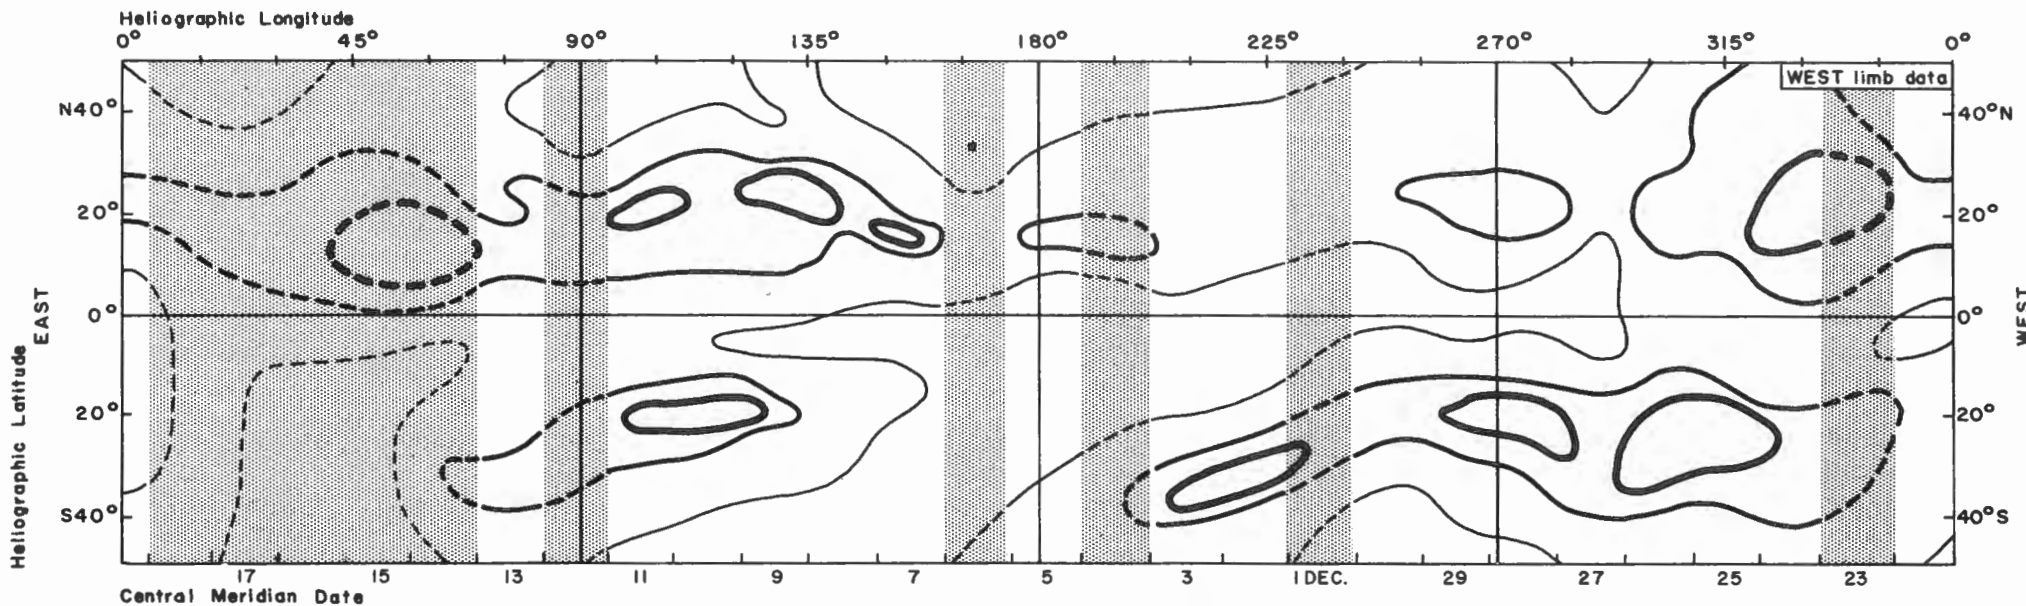 Heliographic Longitude
0° 45° 90° 135° 180° 225° 270° 315° 0°
WEST limb data
N40° 40°N
20° 20°
EAST 0° 0° WEST
20° 20°
S40° 40°S
Heliographic Latitude
17 15 13 11 9 7 5 3 1 DEC. 29 27 25 23
Central Meridian Date